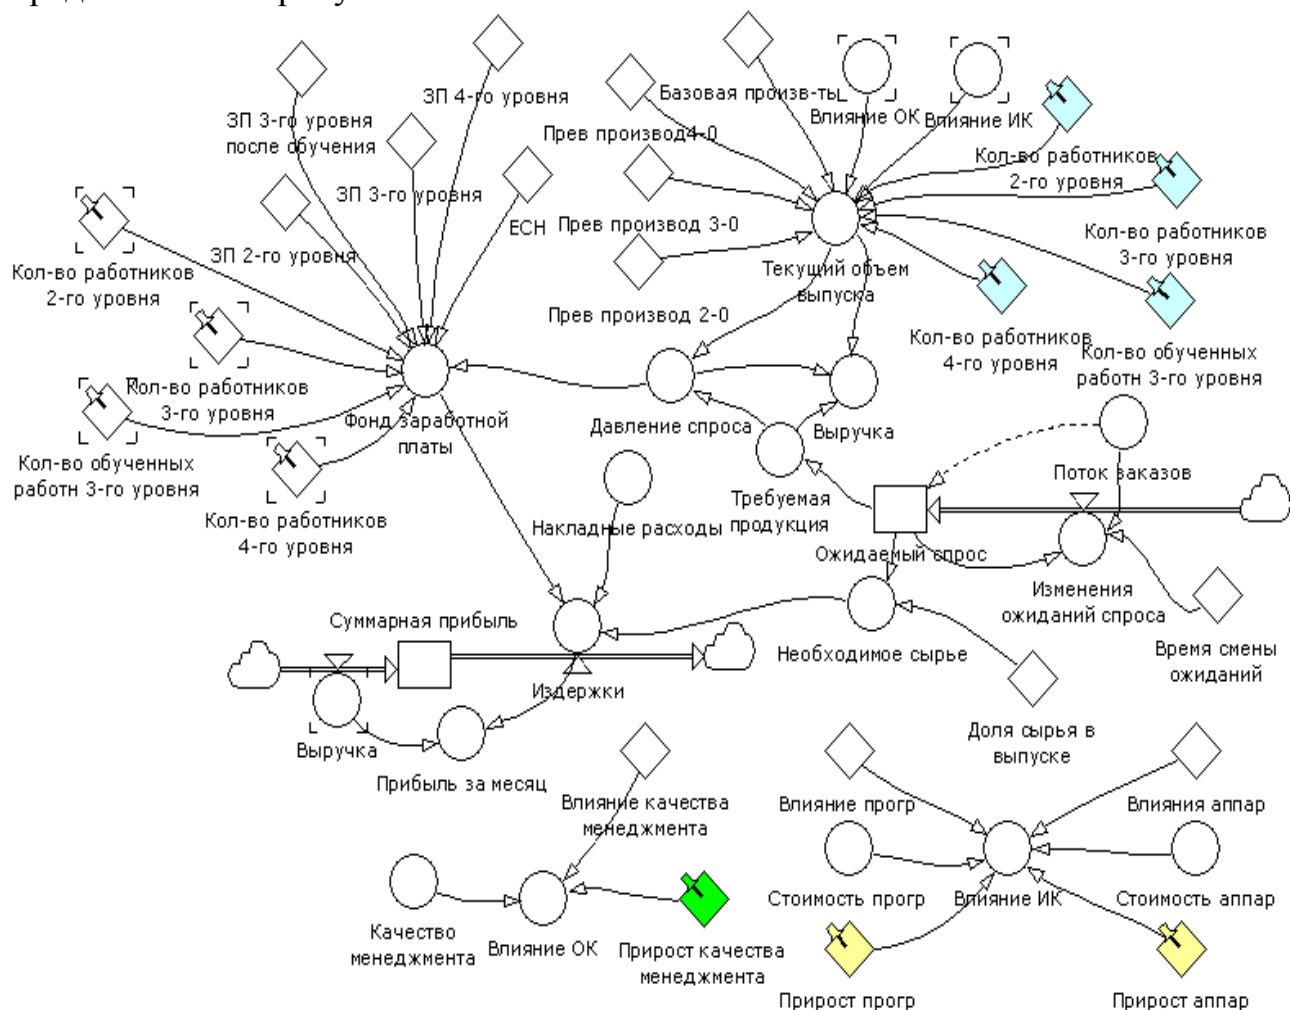 ЗП 4-го уровня
ЗП 3-го уровня
после обучения
ЗП 3-го уровня
ЗП 2-го уровня
ЕСН
Кол-во работников
2-го уровня
Кол-во работников
3-го уровня
Кол-во обученных
работн 3-го уровня
Кол-во работников
4-го уровня
Фонд заработной
платы
Базовая произв-ть
Влияние ОК
Влияние ИК
Прев производ4-0
Прев производ 3-0
Прев производ 2-0
Кол-во работников
2-го уровня
Кол-во работников
3-го уровня
Текущий объем
выпуска
Кол-во работников
4-го уровня
Кол-во обученных
работн 3-го уровня
Давление спроса
Выручка
Требуемая
продукция
Поток заказов
Накладные расходы
Ожидаемый спрос
Изменения
ожиданий спроса
Время смены
ожиданий
Суммарная прибыль
Необходимое сырье
Издержки
Выручка
Прибыль за месяц
Доля сырья в
выпуске
Влияние качества
менеджмента
Качество
менеджмента
Влияние ОК
Прирост качества
менеджмента
Влияние прогр
Влияния аппар
Стоимость прогр
Влияние ИК
Стоимость аппар
Прирост прогр
Прирост аппар